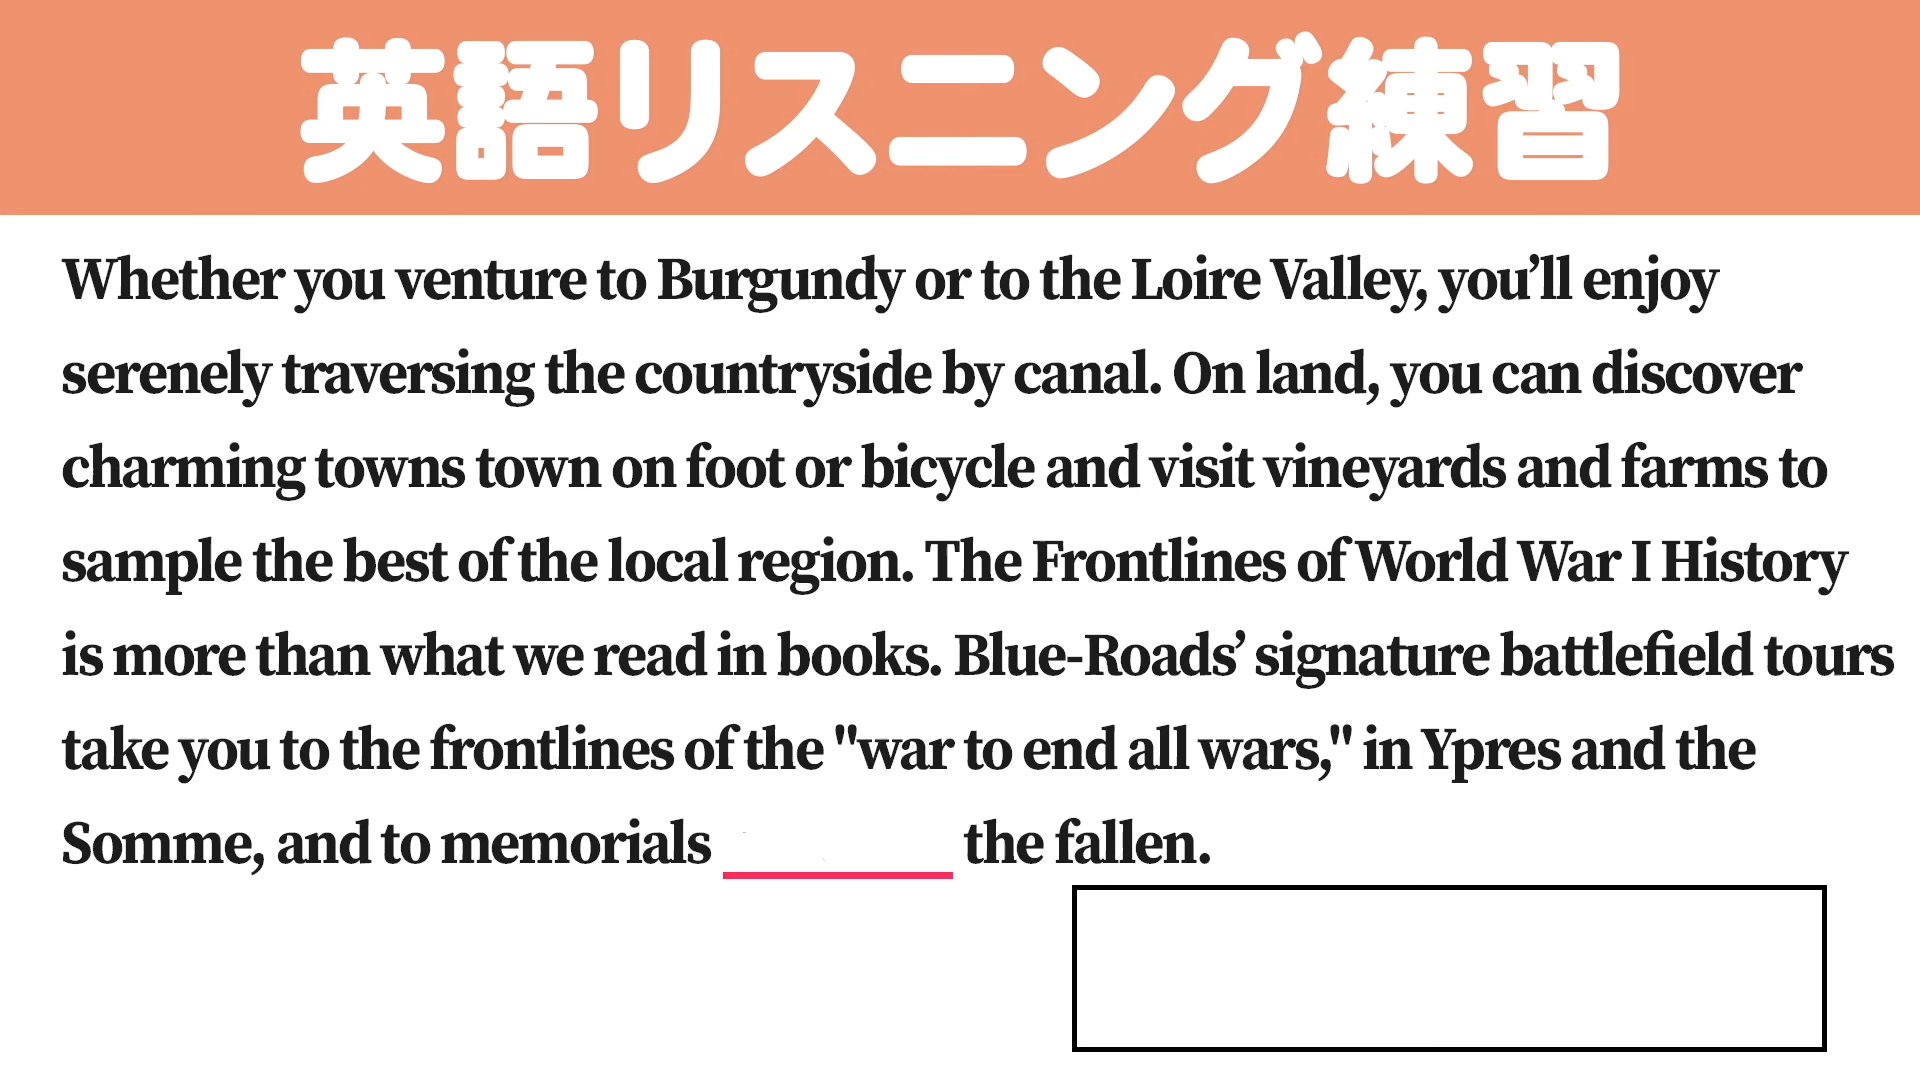 英語リスニング練習
Whether you venture to Burgundy or to the Loire Valley, you’ll enjoy
serenely traversing the countryside by canal. On land, you can discover
charming towns town on foot or bicycle and visit vineyards and farms to
sample the best of the local region. The Frontlines of World War I History
is more than what we read in books. Blue-Roads’ signature battlefield tours
take you to the frontlines of the "war to end all wars," in Ypres and the
Somme, and to memorials the fallen.